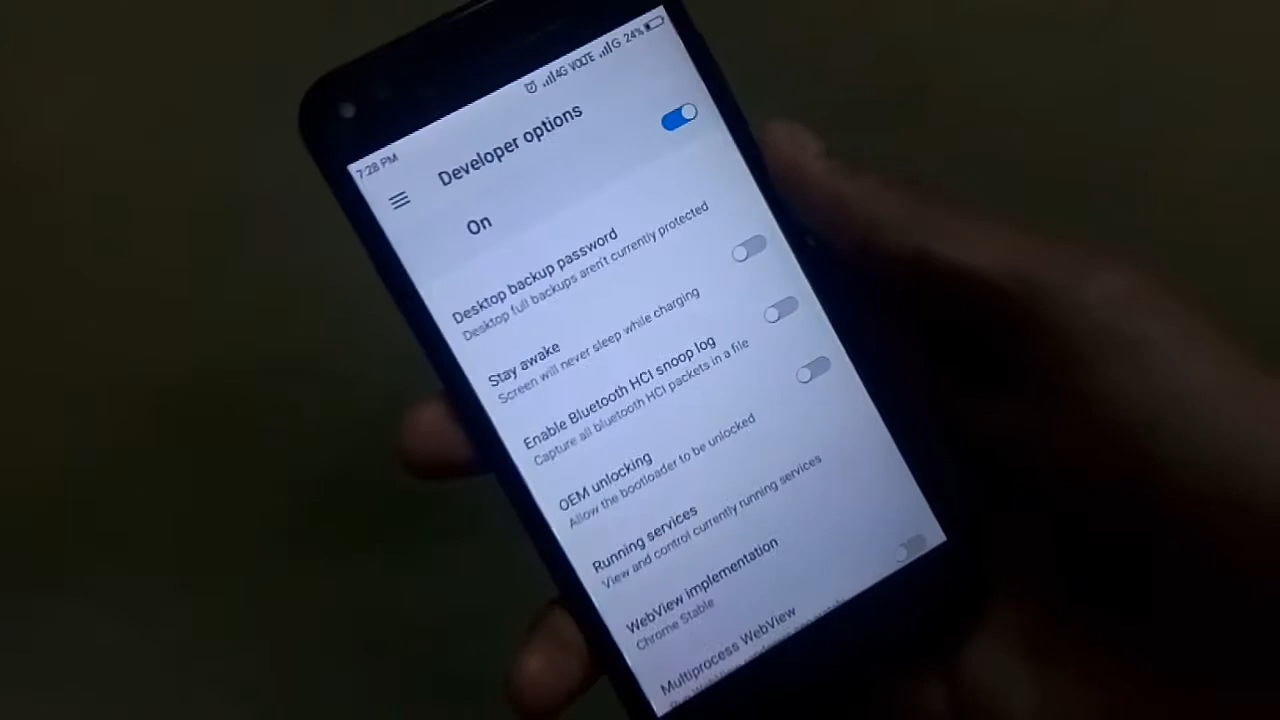 7:28 PM 4G VOLTE G 24%
Developer options
On
Desktop backup password
Desktop full backups aren't currently protected
Stay awake
Screen will never sleep while charging
Enable Bluetooth HCI snoop log
Capture all bluetooth HCI packets in a file
OEM unlocking
Allow the bootloader to be unlocked
Running services
View and control currently running services
WebView implementation
Chrome Stable
Multiprocess WebView